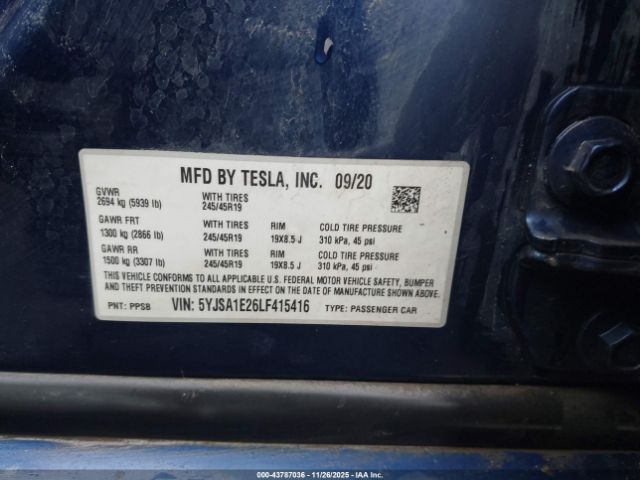 MFD BY TESLA, INC. 09/20
GVWR
2694 kg (5939 lb)
WITH TIRES
245/45R19
GAWR FRT
1300 kg (2866 lb)
WITH TIRES
245/45R19
RIM
19X8.5 J
COLD TIRE PRESSURE
310 kPa, 45 psi
GAWR RR
1500 kg (3307 lb)
WITH TIRES
245/45R19
RIM
19X8.5 J
COLD TIRE PRESSURE
310 kPa, 45 psi
THIS VEHICLE CONFORMS TO ALL APPLICABLE U.S. FEDERAL MOTOR VEHICLE SAFETY, BUMPER
AND THEFT PREVENTION STANDARDS IN EFFECT ON THE DATE OF MANUFACTURE SHOWN ABOVE.
PNT: PPSB VIN: 5YJSA1E26LF415416 TYPE: PASSENGER CAR
000-43787036 - 11/26/2025 - COPYRIGHT © IAA, LLC